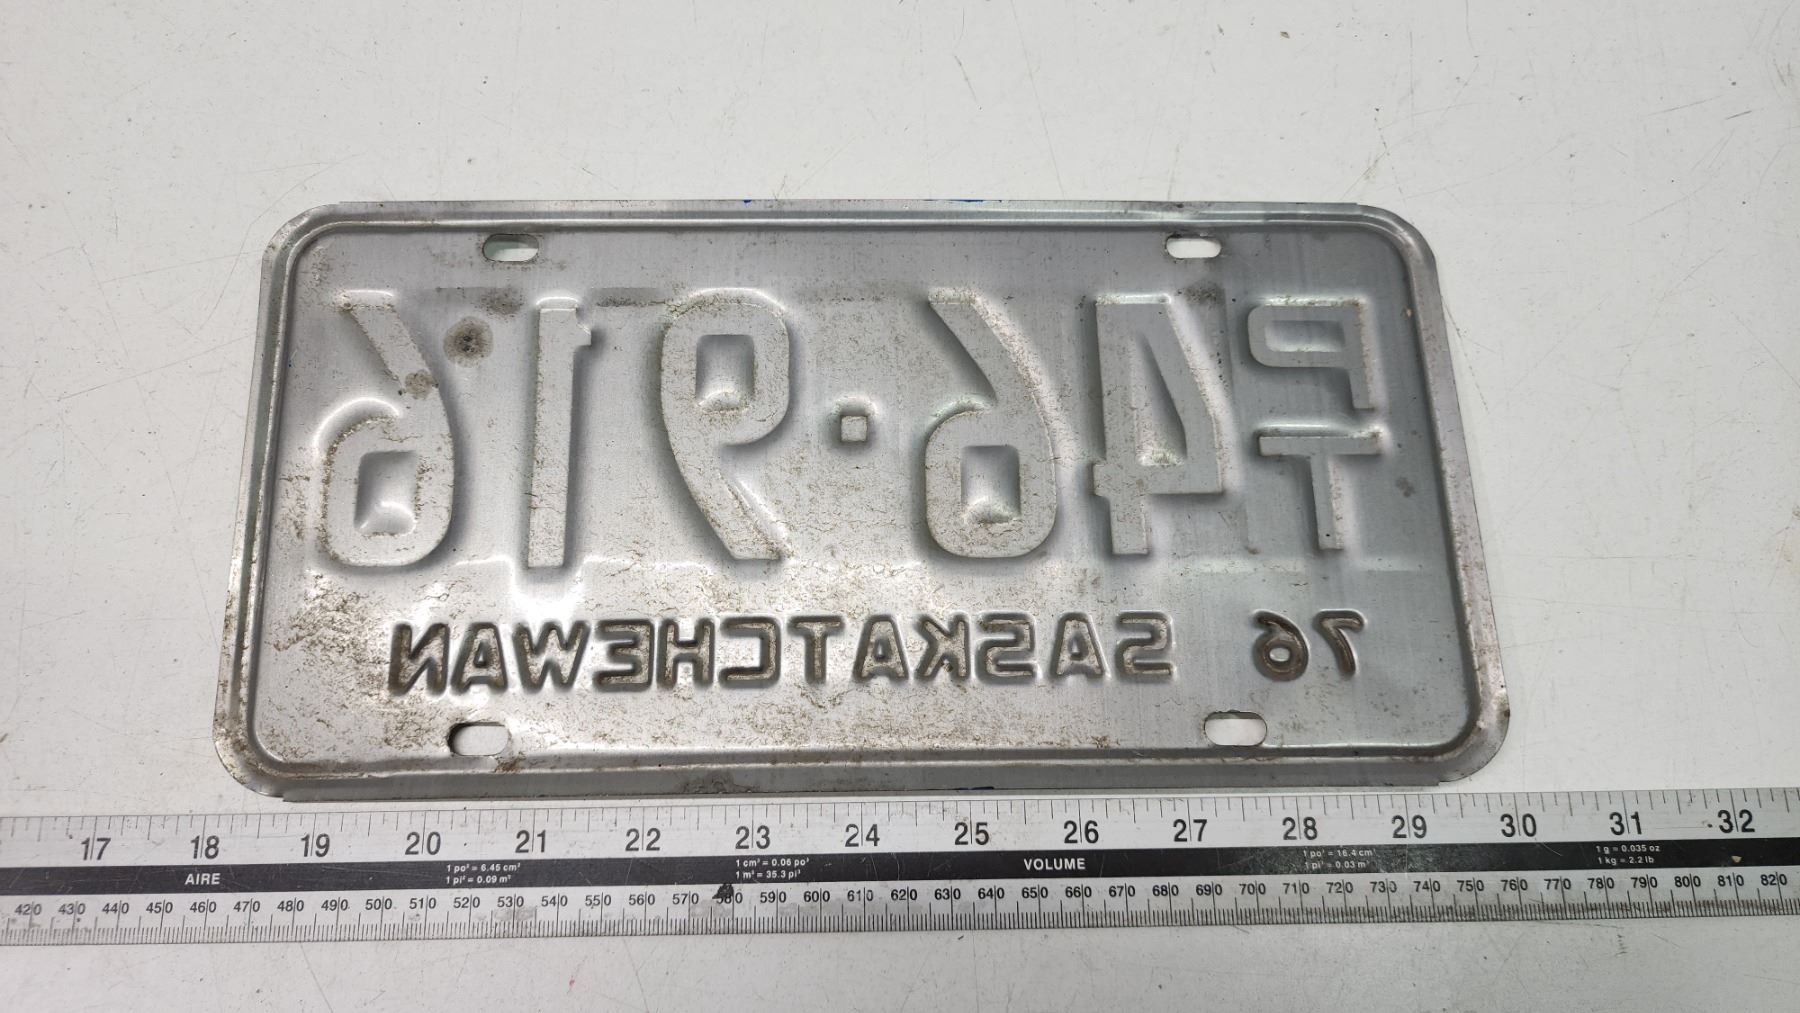 PT 46·916
76 SASKATCHEWAN
17 18 19 20 21 22 23 24 25 26 27 28 29 30 31 32
AIRE
1 po² = 6.45 cm²
1 pi² = 0.09 m²
1 cm³ = 0.06 po³
1 m³ = 35.3 pi³
VOLUME
1 po³ = 16.4 cm³
1 pi³ = 0.03 m³
1 g = 0.035 oz
1 kg = 2.2 lb
420 430 440 450 460 470 480 490 500 510 520 530 540 550 560 570 580 590 600 610 620 630 640 650 660 670 680 690 700 710 720 730 740 750 760 770 780 790 800 810 820